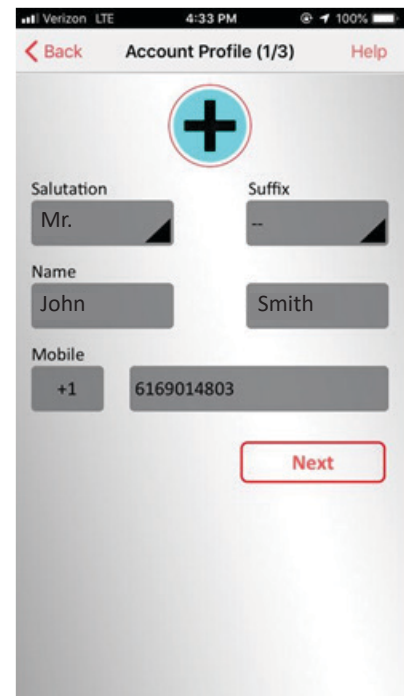 Verizon LTE 4:33 PM 100%
Back Account Profile (1/3) Help
Salutation Suffix
Mr. --
Name
John Smith
Mobile
+1 6169014803
Next